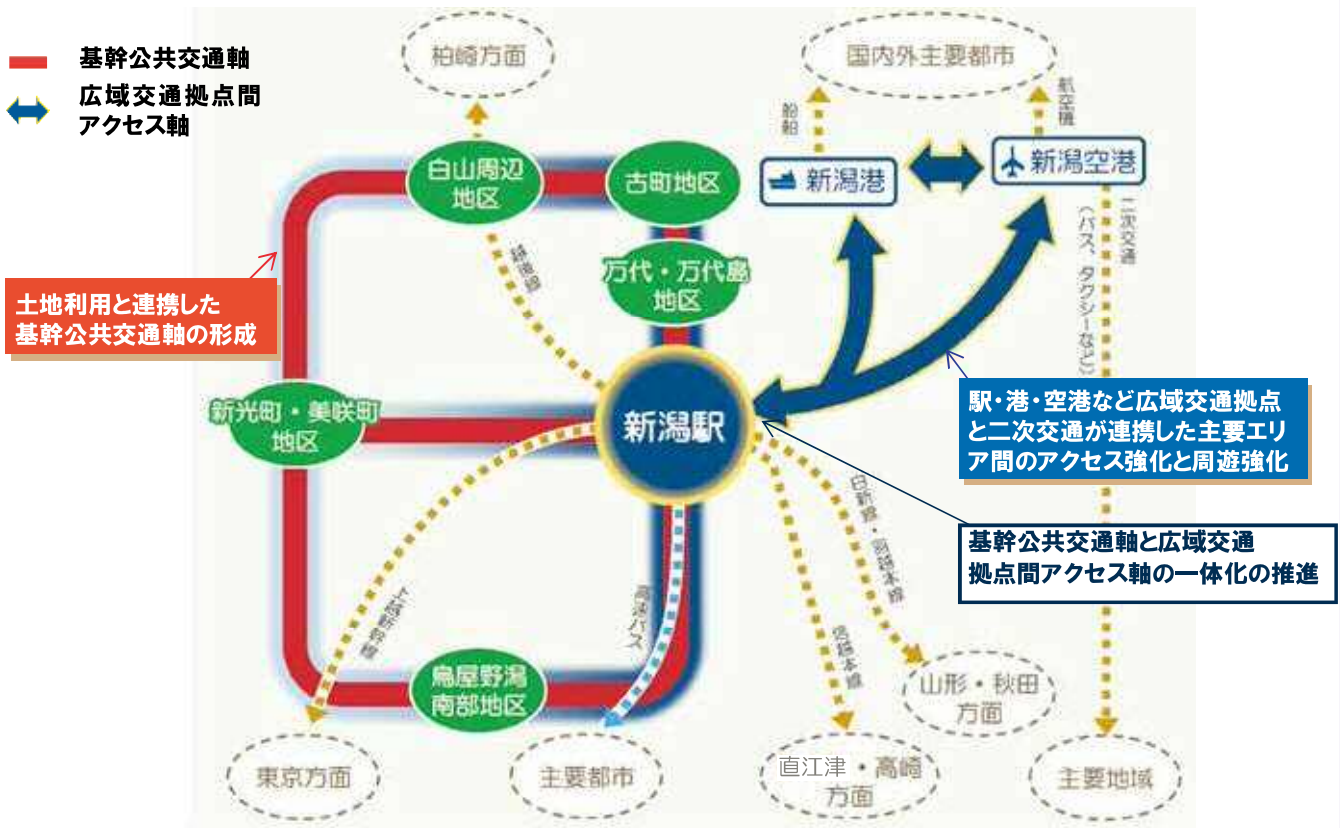 基幹公共交通軸
広域交通拠点間
アクセス軸
柏崎方面
国内外主要都市
船舶
航空機
白山周辺
地区
古町地区
新潟港
新潟空港
二次交通
（バス、タクシーなど）
万代・万代島
地区
越後線
土地利用と連携した
基幹公共交通軸の形成
新光町・美咲町
地区
新潟駅
駅・港・空港など広域交通拠点
と二次交通が連携した主要エリ
ア間のアクセス強化と周遊強化
基幹公共交通軸と広域交通
拠点間アクセス軸の一体化の推進
白新線・羽越本線
信越本線
上越新幹線
高速バス
鳥屋野潟
南部地区
山形・秋田
方面
東京方面
主要都市
直江津・高崎
方面
主要地域